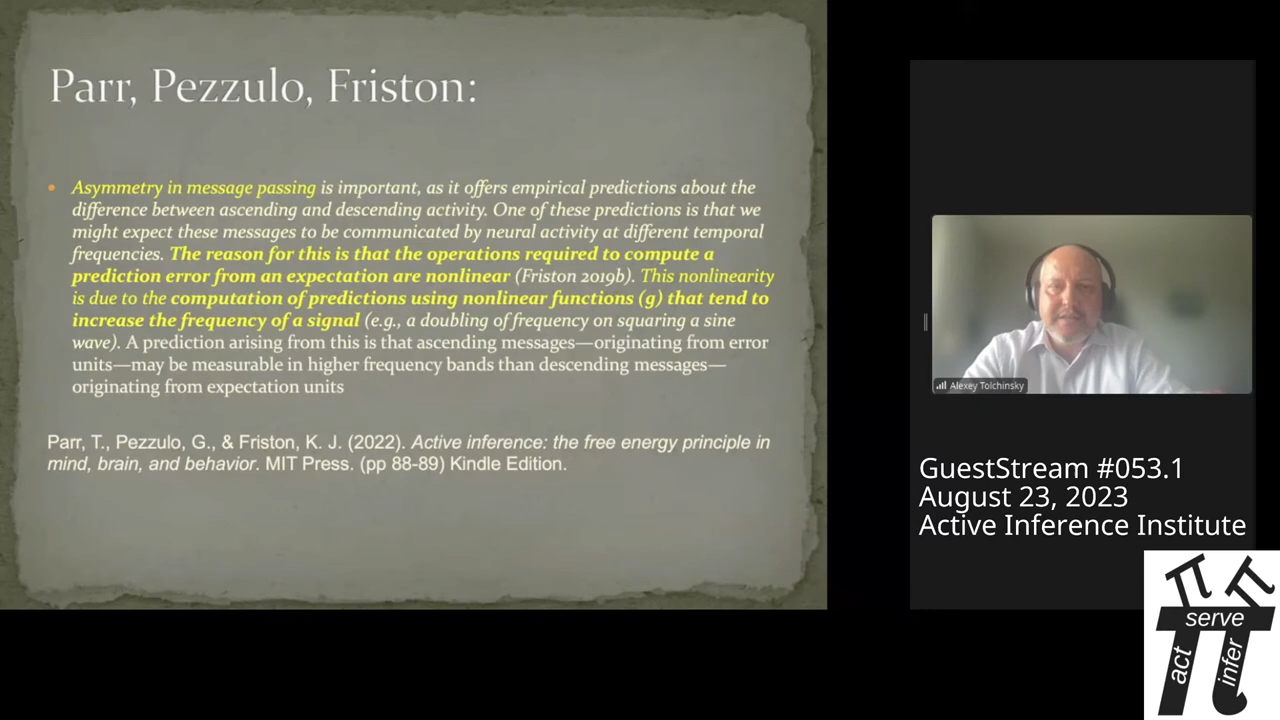 Parr, Pezzulo, Friston:
Asymmetry in message passing is important, as it offers empirical predictions about the
difference between ascending and descending activity. One of these predictions is that we
might expect these messages to be communicated by neural activity at different temporal
frequencies. The reason for this is that the operations required to compute a
prediction error from an expectation are nonlinear (Friston 2019b). This nonlinearity
is due to the computation of predictions using nonlinear functions (g) that tend to
increase the frequency of a signal (e.g., a doubling of frequency on squaring a sine
wave). A prediction arising from this is that ascending messages—originating from error
units—may be measurable in higher frequency bands than descending messages—
originating from expectation units
Parr, T., Pezzulo, G., & Friston, K. J. (2022). Active inference: the free energy principle in
mind, brain, and behavior. MIT Press. (pp 88-89) Kindle Edition.
Alexey Tolchinsky
GuestStream #053.1
August 23, 2023
Active Inference Institute
serve
act
infer